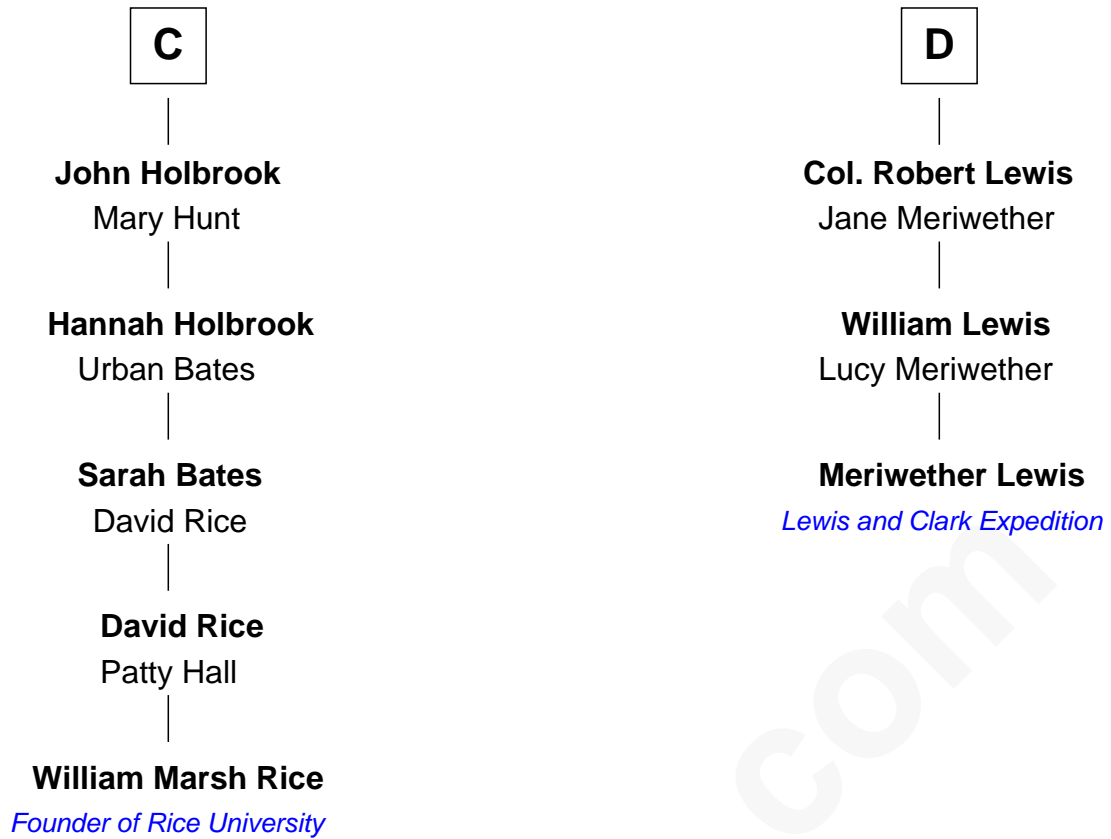 C
John Holbrook
Mary Hunt
Hannah Holbrook
Urban Bates
Sarah Bates
David Rice
David Rice
Patty Hall
William Marsh Rice
Founder of Rice University
D
Col. Robert Lewis
Jane Meriwether
William Lewis
Lucy Meriwether
Meriwether Lewis
Lewis and Clark Expedition
com